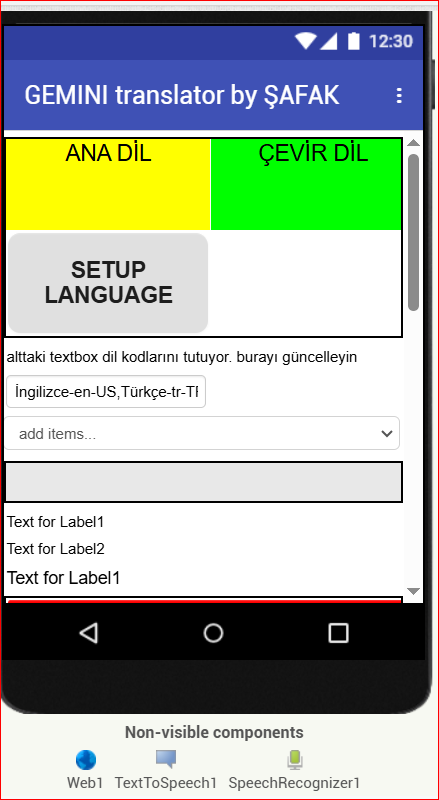 12:30
GEMINI translator by ŞAFAK
ANA DİL
ÇEVİR DİL
SETUP
LANGUAGE
alttaki textbox dil kodlarını tutuyor. burayı güncelleyin
İngilizce-en-US,Türkçe-tr-TR
add items...
Text for Label1
Text for Label2
Text for Label1
Non-visible components
Web1
TextToSpeech1
SpeechRecognizer1